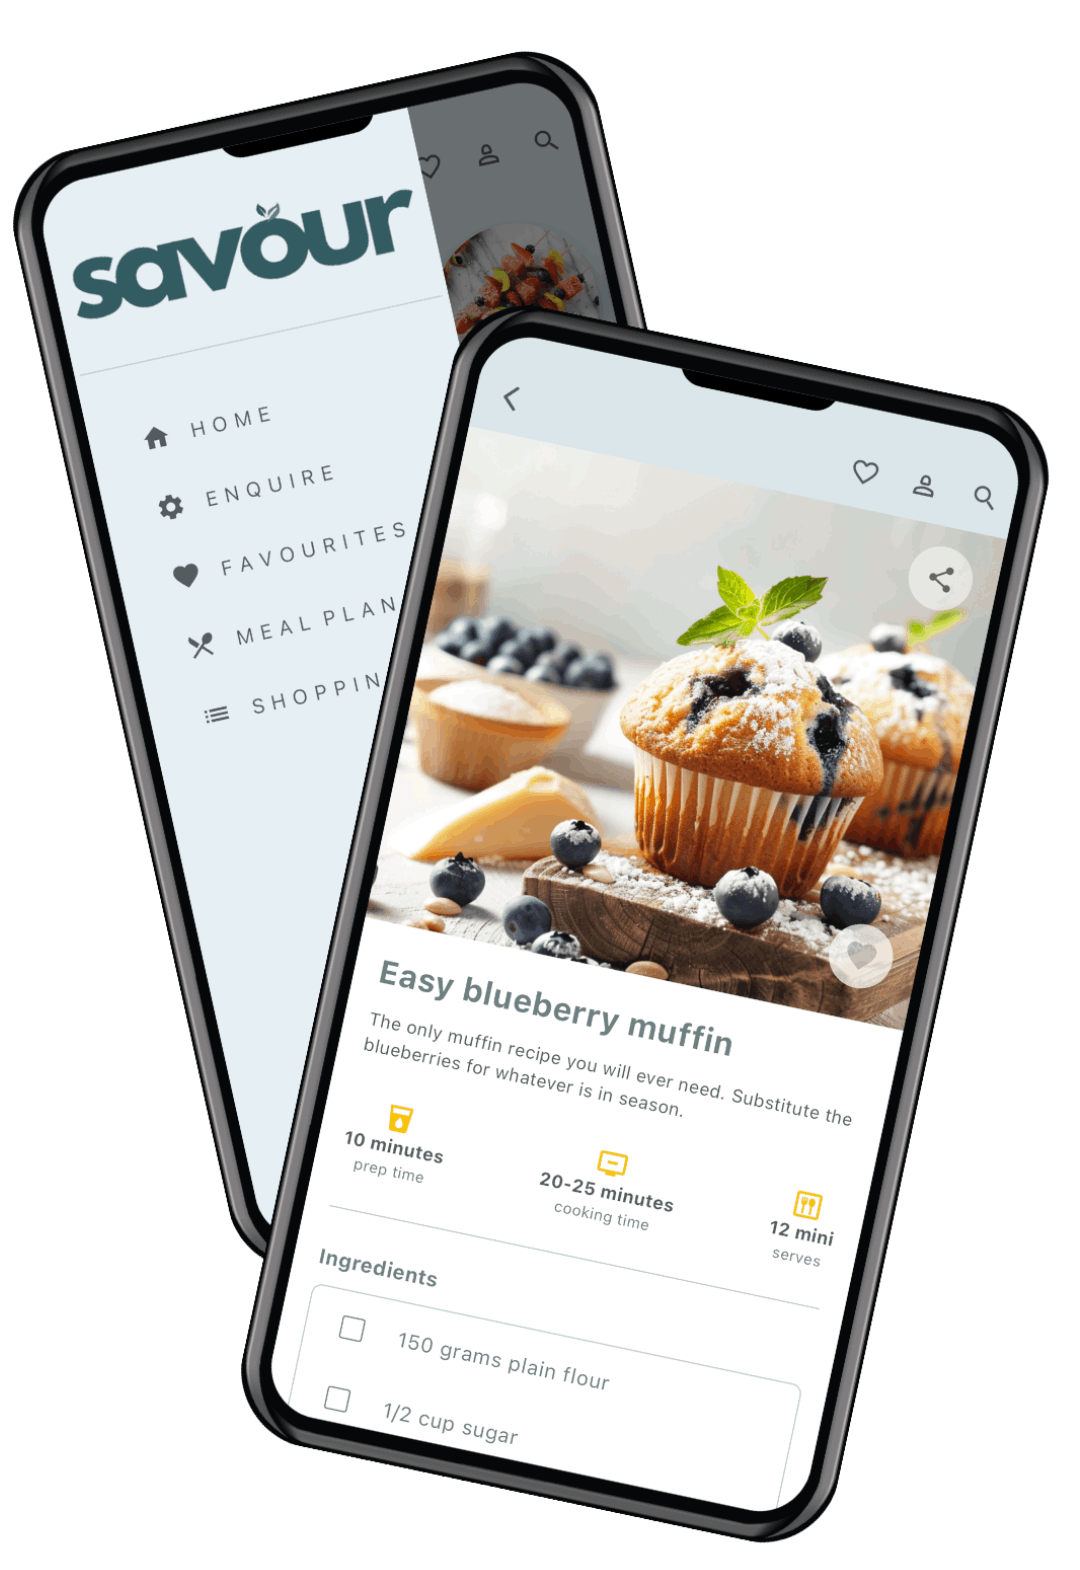 savour
HOME
ENQUIRE
FAVOURITES
MEAL PLAN
SHOPPIN
Easy blueberry muffin
The only muffin recipe you will ever need. Substitute the
blueberries for whatever is in season.
10 minutes
prep time
20-25 minutes
cooking time
12 mini
serves
Ingredients
150 grams plain flour
1/2 cup sugar